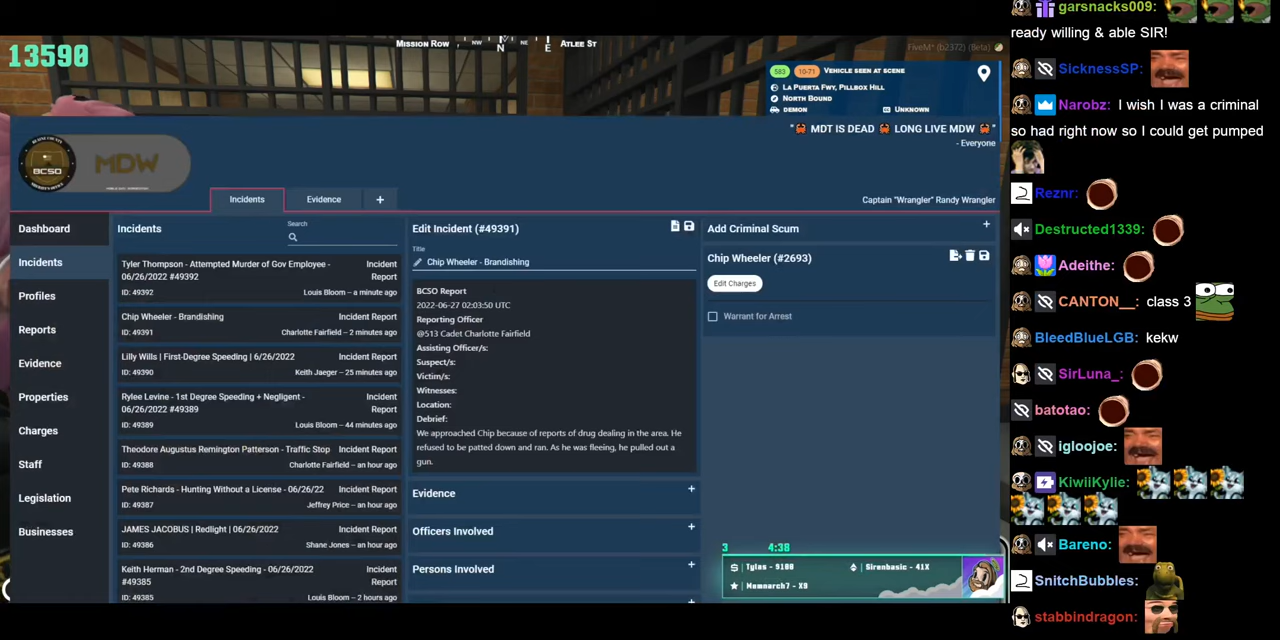 13590
Mission Row
NW
N
NE
E
Atlee St
FiveM* (b2372) (Beta)
583 10-71 Vehicle seen at scene
La Puerta Fwy, Pillbox Hill
North Bound
Demon
Unknown
" MDT IS DEAD LONG LIVE MDW "
- Everyone
BCSO
MDW
Incidents
Evidence
+
Captain "Wrangler" Randy Wrangler
Dashboard
Incidents
Profiles
Reports
Evidence
Properties
Charges
Staff
Legislation
Businesses
Incidents
Search
Tyler Thompson - Attempted Murder of Gov Employee - Incident
06/26/2022 #49392 Report
ID: 49392 Louis Bloom – a minute ago
Chip Wheeler - Brandishing Incident Report
ID: 49391 Charlotte Fairfield – 2 minutes ago
Lilly Wills | First-Degree Speeding | 6/26/2022 Incident Report
ID: 49390 Keith Jaeger – 25 minutes ago
Rylee Levine - 1st Degree Speeding + Negligent - Incident
06/26/2022 #49389 Report
ID: 49389 Louis Bloom – 44 minutes ago
Theodore Augustus Remington Patterson - Traffic Stop Incident Report
ID: 49388 Charlotte Fairfield – an hour ago
Pete Richards - Hunting Without a License - 06/26/22 Incident Report
ID: 49387 Jeffrey Price – an hour ago
JAMES JACOBUS | Redlight | 06/26/2022 Incident Report
ID: 49386 Shane Jones – an hour ago
Keith Herman - 2nd Degree Speeding - 06/26/2022 Incident
#49385 Report
ID: 49385 Louis Bloom – 2 hours ago
Edit Incident (#49391)
Title
Chip Wheeler - Brandishing
BCSO Report
2022-06-27 02:03:50 UTC
Reporting Officer
@513 Cadet Charlotte Fairfield
Assisting Officer/s:
Suspect/s:
Victim/s:
Witnesses:
Location:
Debrief:
We approached Chip because of reports of drug dealing in the area. He
refused to be patted down and ran. As he was fleeing, he pulled out a
gun.
Evidence +
Officers Involved +
Persons Involved +
+
Add Criminal Scum +
Chip Wheeler (#2693)
Edit Charges
Warrant for Arrest
3 4:38
Tylas - 9100
Sirenbasic - 41X
Memnarch7 - X9
garsnacks009:
ready willing & able SIR!
SicknessSP:
Narobz: I wish I was a criminal
so had right now so I could get pumped
Reznr:
Destructed1339:
Adeithe:
CANTON__: class 3
BleedBlueLGB: kekw
SirLuna_:
batotao:
igloojoe:
KiwiiKylie:
Bareno:
SnitchBubbles:
stabbindragon: